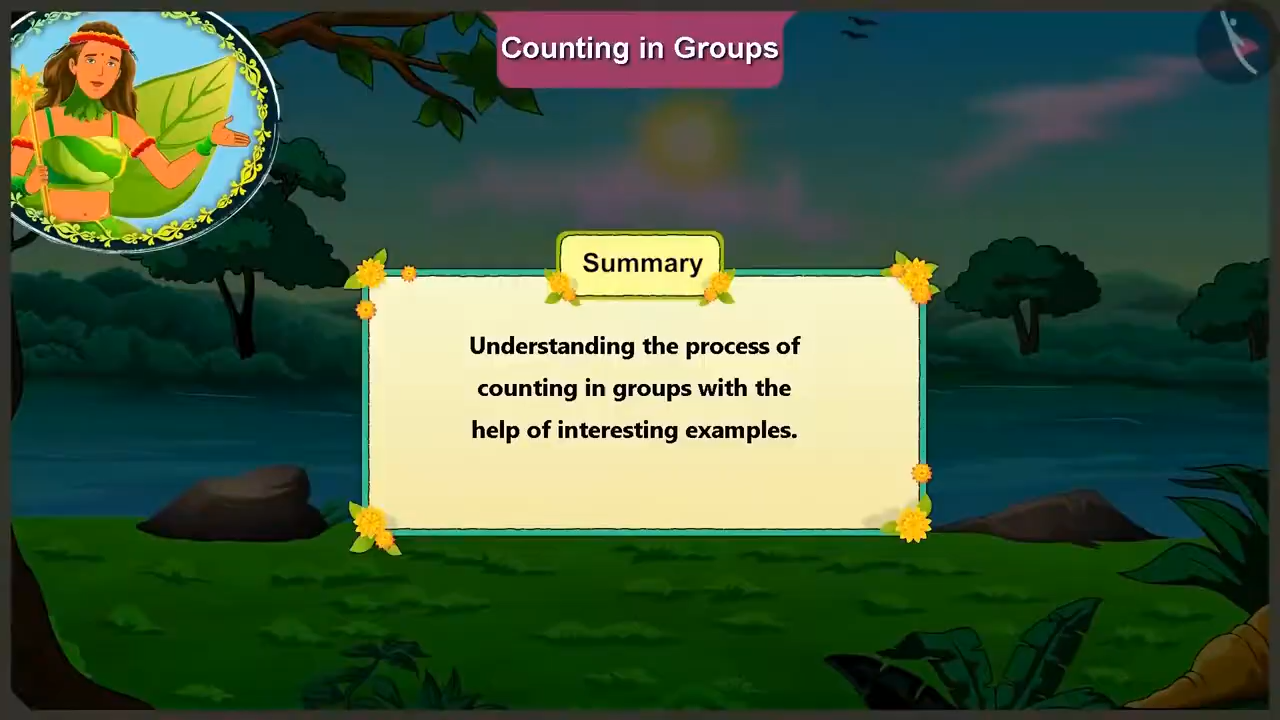 Counting in Groups
Summary
Understanding the process of
counting in groups with the
help of interesting examples.